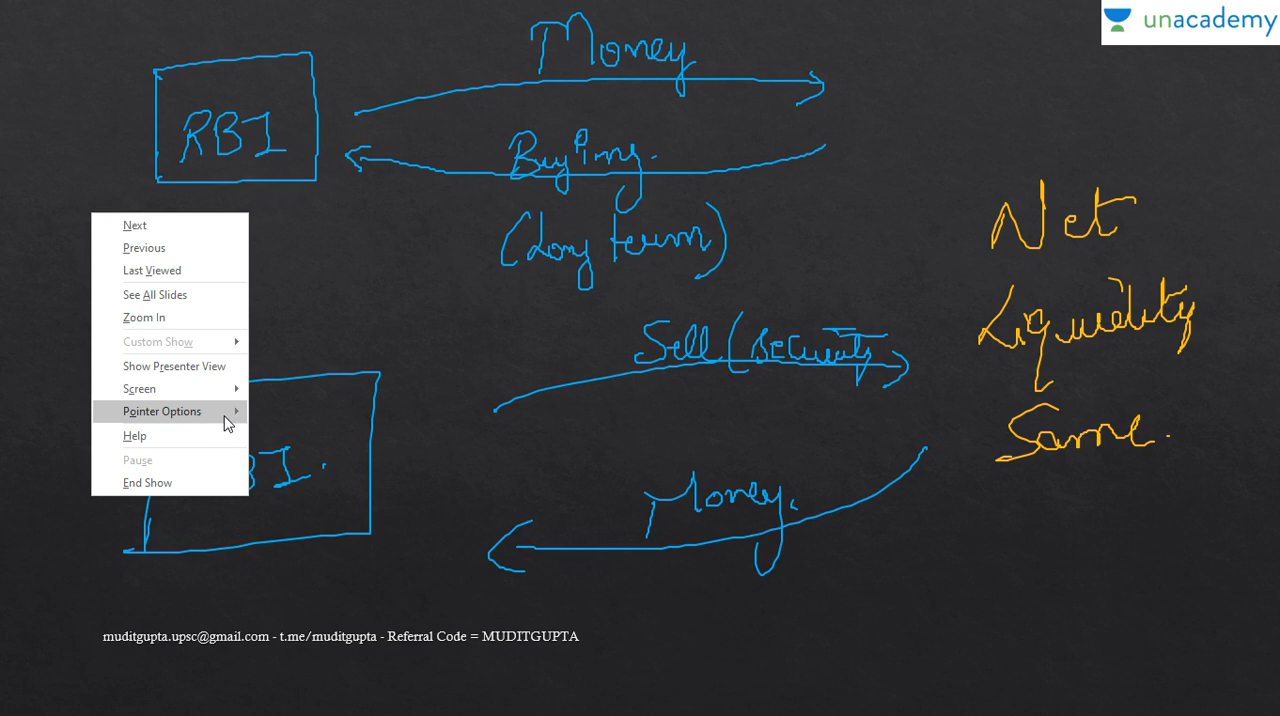 unacademy
Money
RBI
Buying.
(Long term)
Net
Liquidity
Same.
Sell (Security
Money.
BI.
Next
Previous
Last Viewed
See All Slides
Zoom In
Custom Show
Show Presenter View
Screen
Pointer Options
Help
Pause
End Show
muditgupta.upsc@gmail.com - t.me/muditgupta - Referral Code = MUDITGUPTA